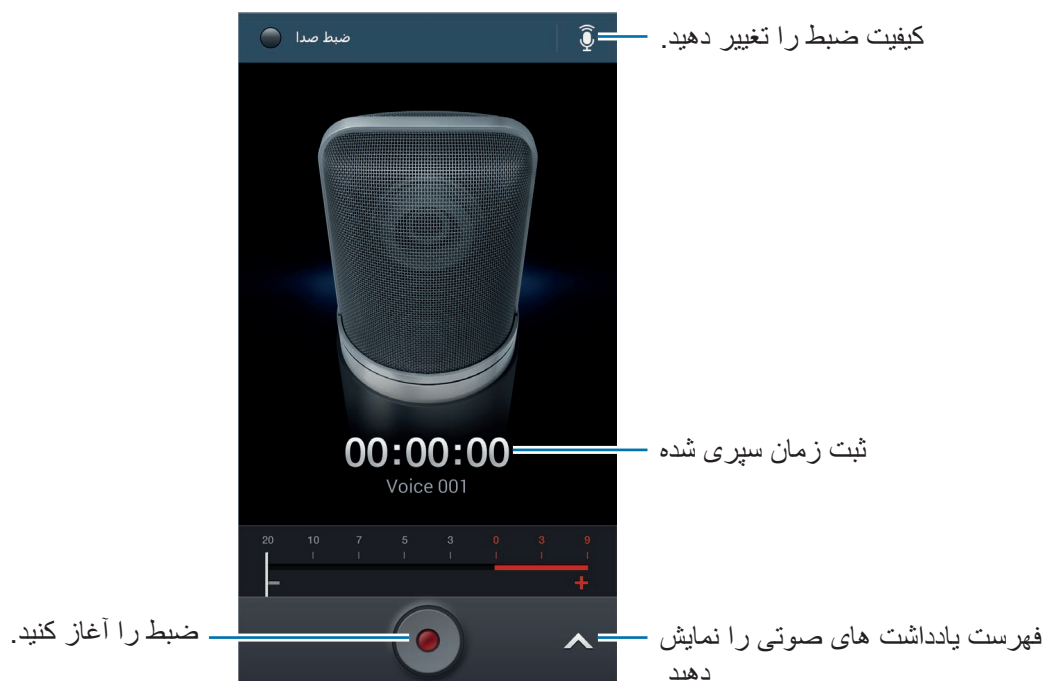 ضبط صدا
کیفیت ضبط را تغییر دهید.
00:00:00
ثبت زمان سپری شده
Voice 001
20 10 7 5 3 0 3 9
− +
ضبط را آغاز کنید.
فهرست یادداشت های صوتی را نمایش
دهید